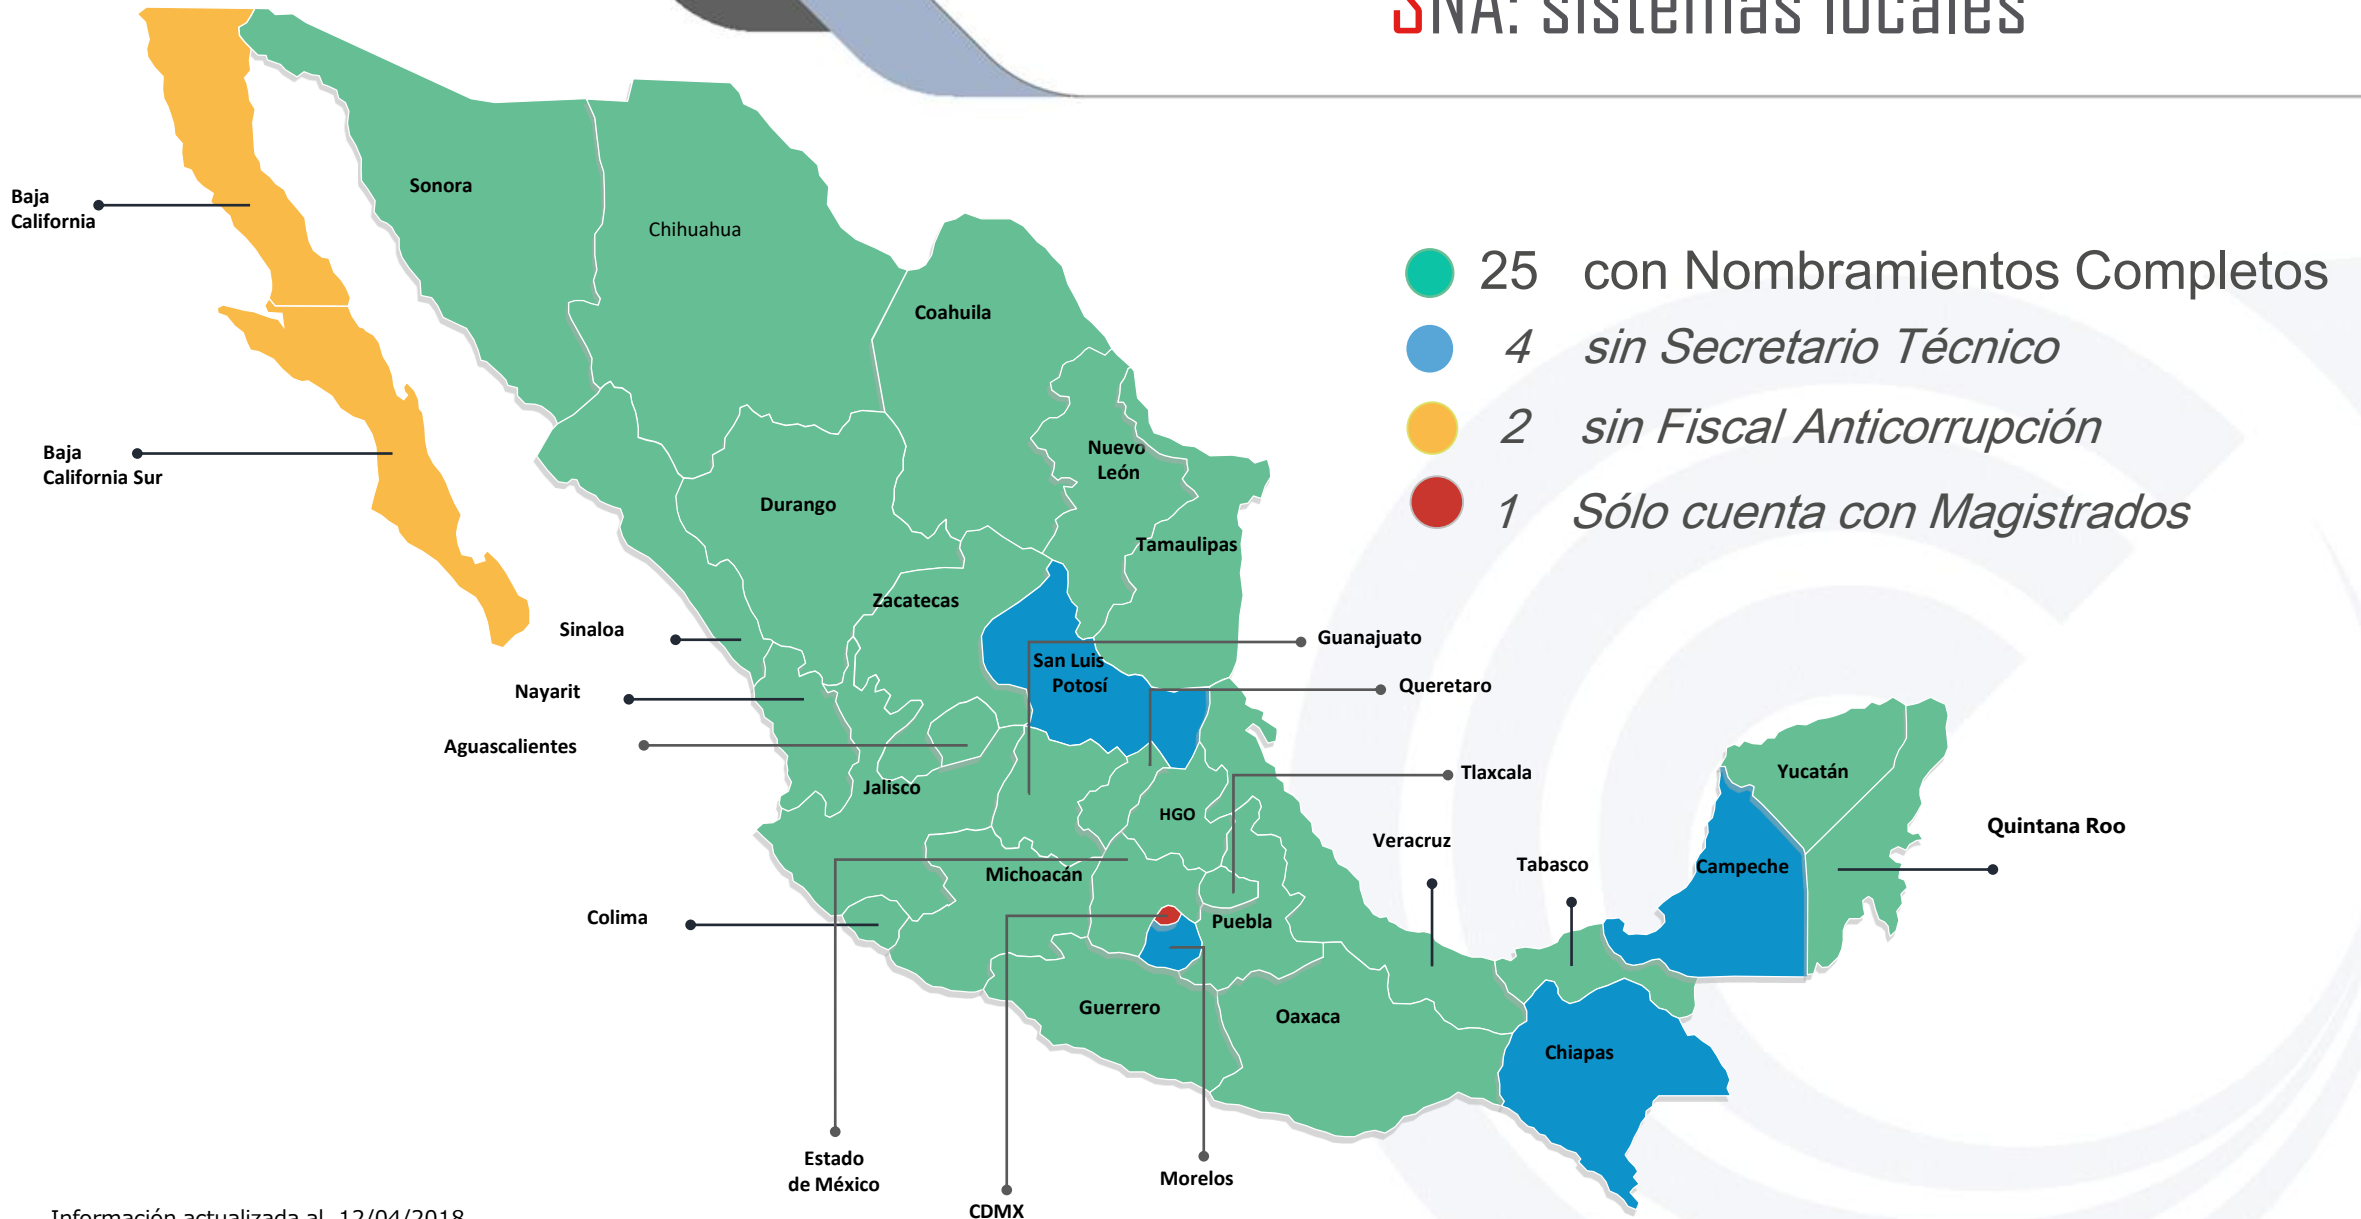 SNA: sistemas locales
Baja
California
Sonora
Chihuahua
Coahuila
25 con Nombramientos Completos
4 sin Secretario Técnico
2 sin Fiscal Anticorrupción
1 Sólo cuenta con Magistrados
Baja
California Sur
Nuevo
León
Durango
Tamaulipas
Zacatecas
Sinaloa
Guanajuato
San Luis
Potosí
Nayarit
Queretaro
Aguascalientes
Jalisco
Tlaxcala
Yucatán
HGO
Veracruz
Quintana Roo
Tabasco
Campeche
Michoacán
Colima
Puebla
Guerrero
Oaxaca
Chiapas
Estado
de México
Morelos
CDMX
Información actualizada al 12/04/2018